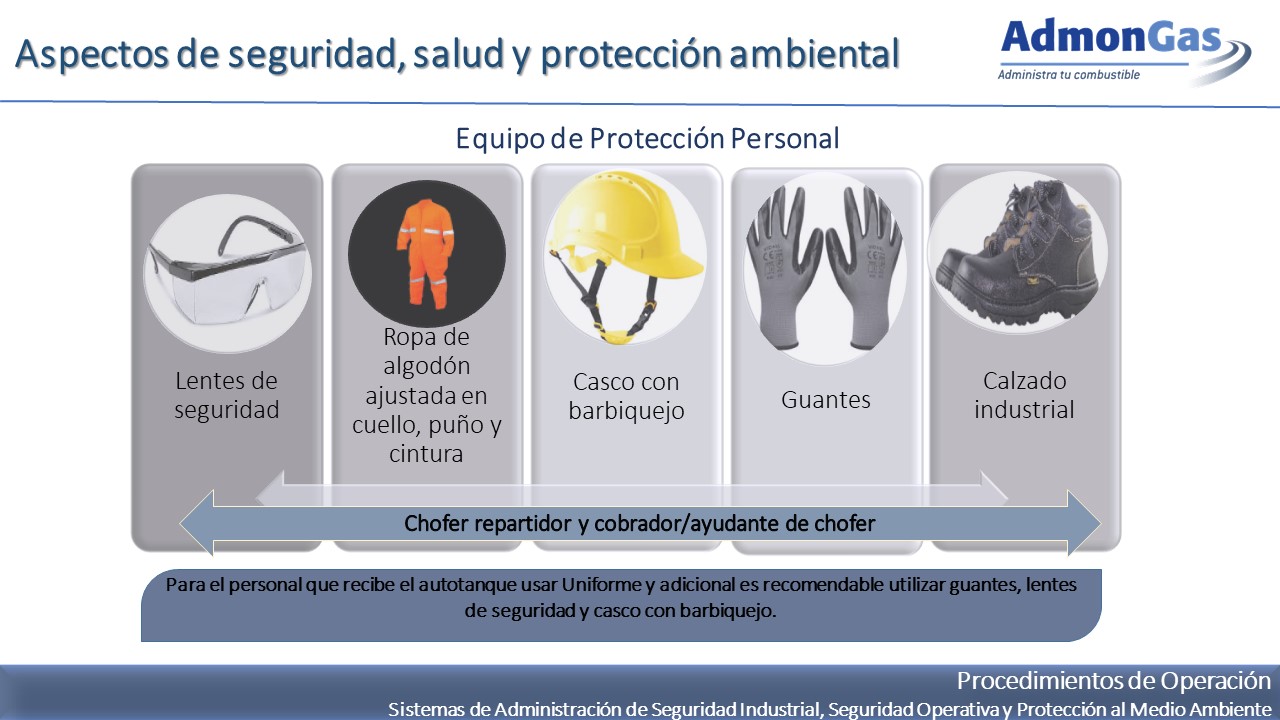 Aspectos de seguridad, salud y protección ambiental
AdmonGas
Administra tu combustible
Equipo de Protección Personal
Lentes de
seguridad
Ropa de
algodón
ajustada en
cuello, puño y
cintura
Casco con
barbiquejo
Guantes
Calzado
industrial
Chofer repartidor y cobrador/ayudante de chofer
Para el personal que recibe el autotanque usar Uniforme y adicional es recomendable utilizar guantes, lentes
de seguridad y casco con barbiquejo.
Procedimientos de Operación
Sistemas de Administración de Seguridad Industrial, Seguridad Operativa y Protección al Medio Ambiente